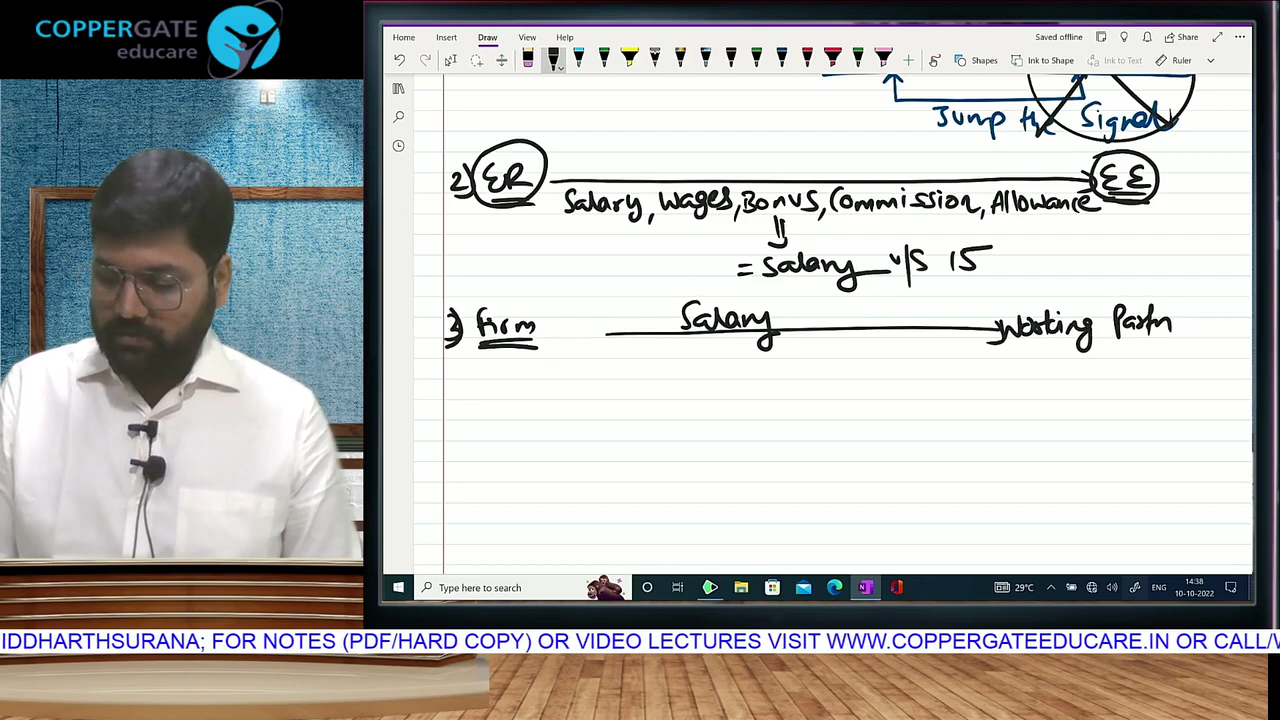 COPPERGATE
educare
Home Insert Draw View Help
Saved offline
Share
Shapes
Ink to Shape
Ink to Text
Ruler
Jump the Signal
2) ER EE
Salary, Wages, Bonus, Commission, Allowance
= Salary u/s 15
3) Firm Salary Working Partn
Type here to search
29°C
ENG
14:38
10-10-2022
IDDHARTHSURANA; FOR NOTES (PDF/HARD COPY) OR VIDEO LECTURES VISIT WWW.COPPERGATEEDUCARE.IN OR CALL/